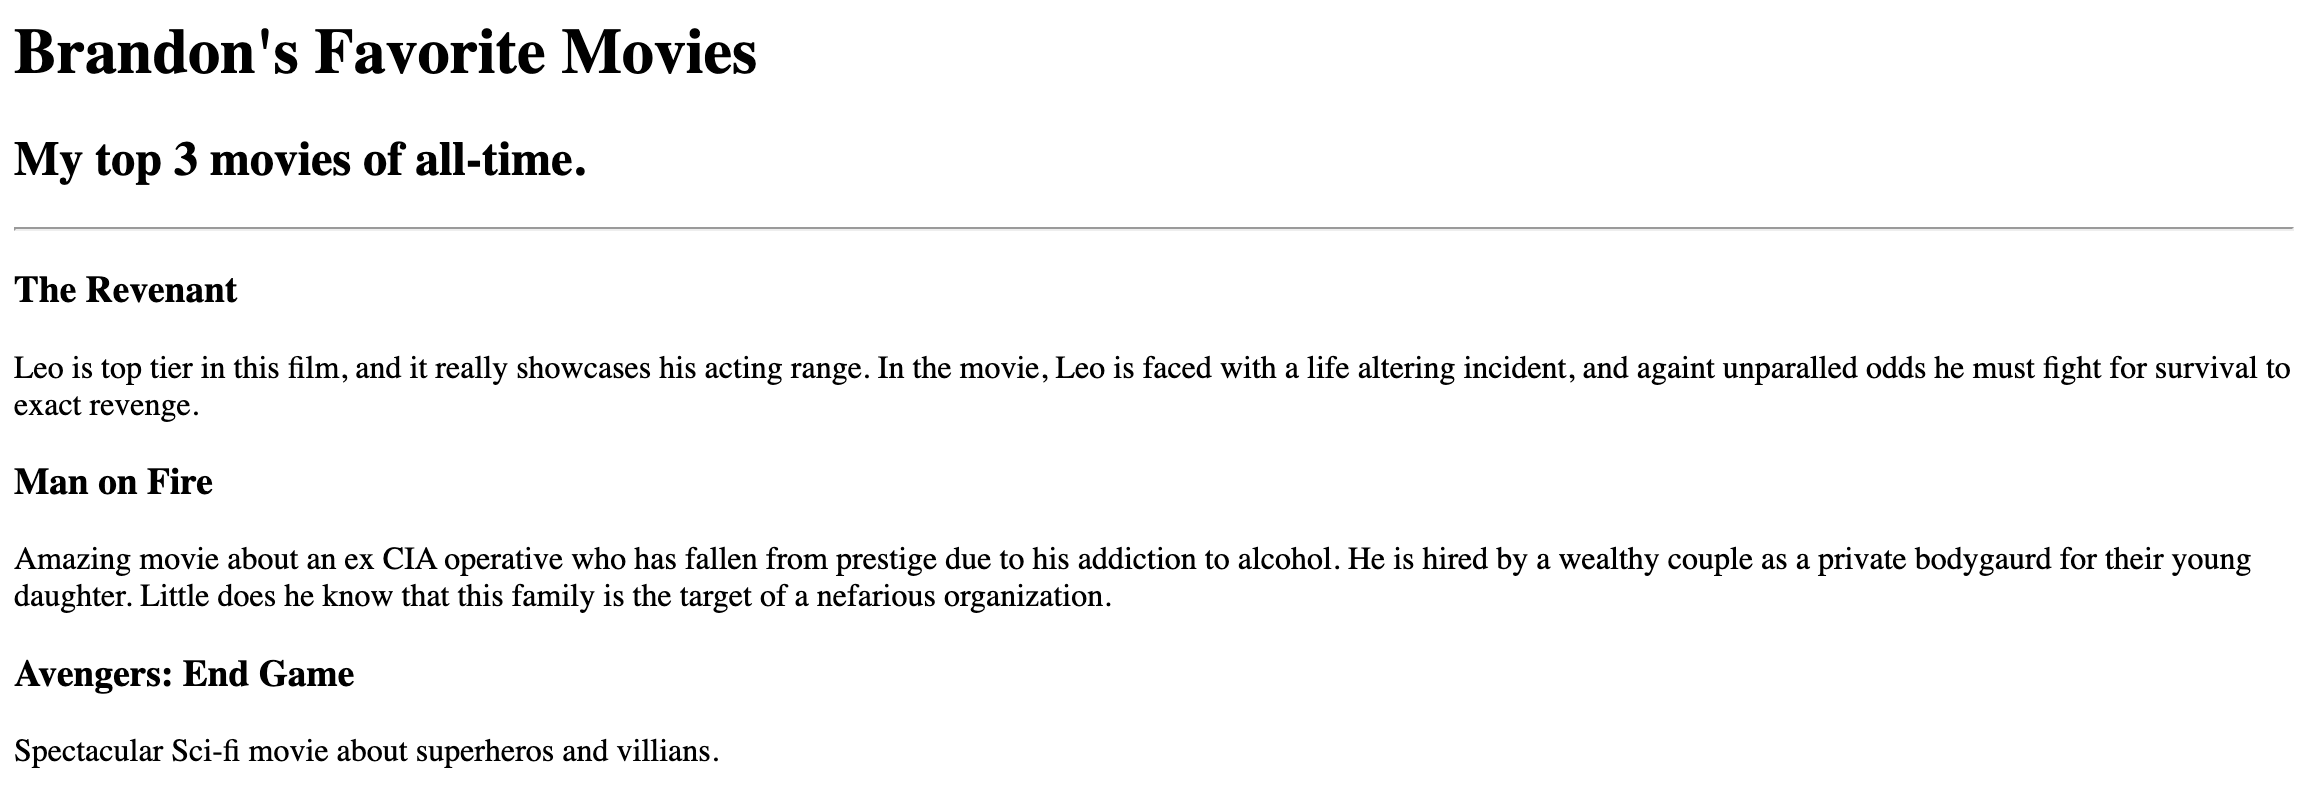 Brandon's Favorite Movies
My top 3 movies of all-time.
The Revenant
Leo is top tier in this film, and it really showcases his acting range. In the movie, Leo is faced with a life altering incident, and againt unparalled odds he must fight for survival to
exact revenge.
Man on Fire
Amazing movie about an ex CIA operative who has fallen from prestige due to his addiction to alcohol. He is hired by a wealthy couple as a private bodygaurd for their young
daughter. Little does he know that this family is the target of a nefarious organization.
Avengers: End Game
Spectacular Sci-fi movie about superheros and villians.